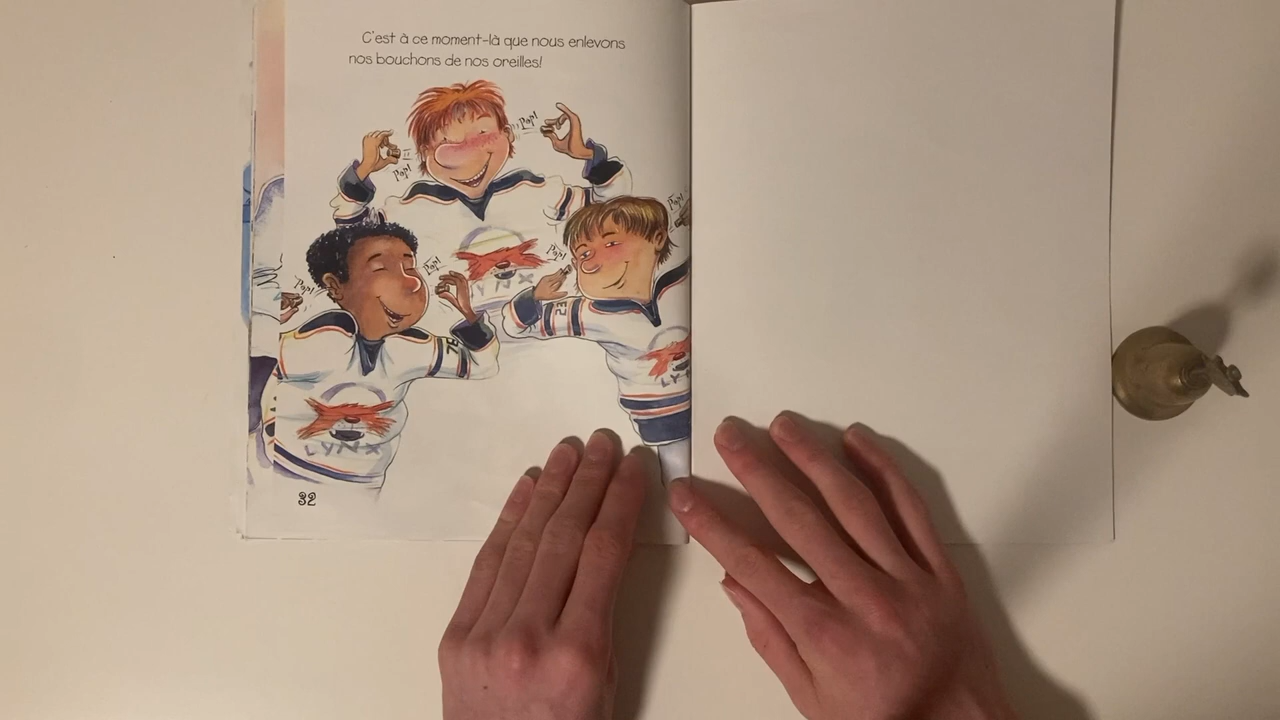 C'est à ce moment-là que nous enlevons
nos bouchons de nos oreilles!
Pop!
Pop!
Pop!
Pop!
Pop!
Pop!
LYNX
LYNX
32